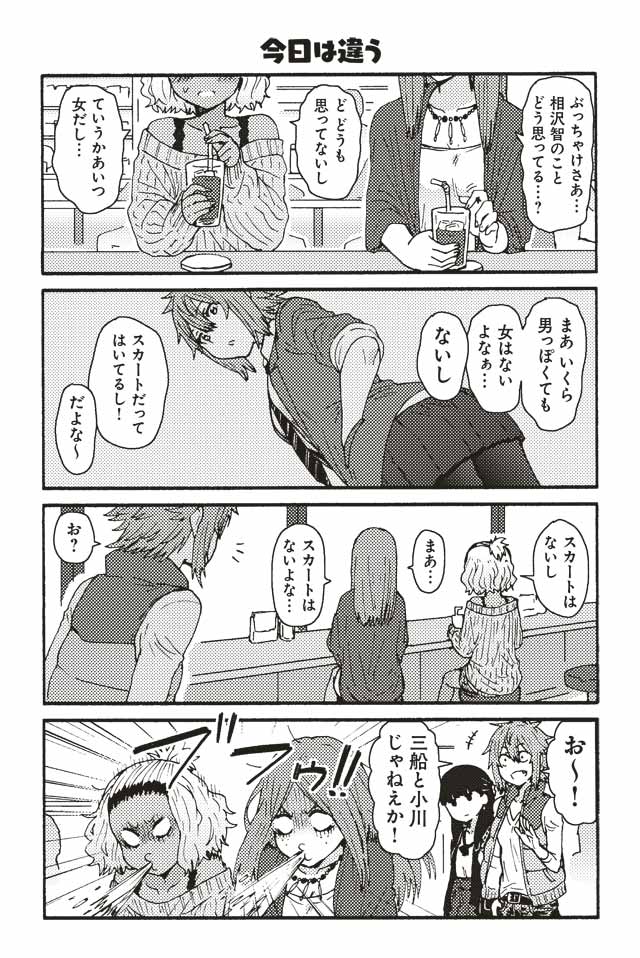 今日は違う
ぶっちゃけさあ…
相沢智のこと
どう思ってる…?
ど どうも
思ってないし
ていうかあいつ
女だし…
まあ いくら
男っぽくても
女はない
よなぁ…
ないし
スカートだって
はいてるし!
だよな〜
スカートは
ないし
まあ…
スカートは
ないよな…
お?
お〜!
三船と小川
じゃねえか!
ブブゥ!!